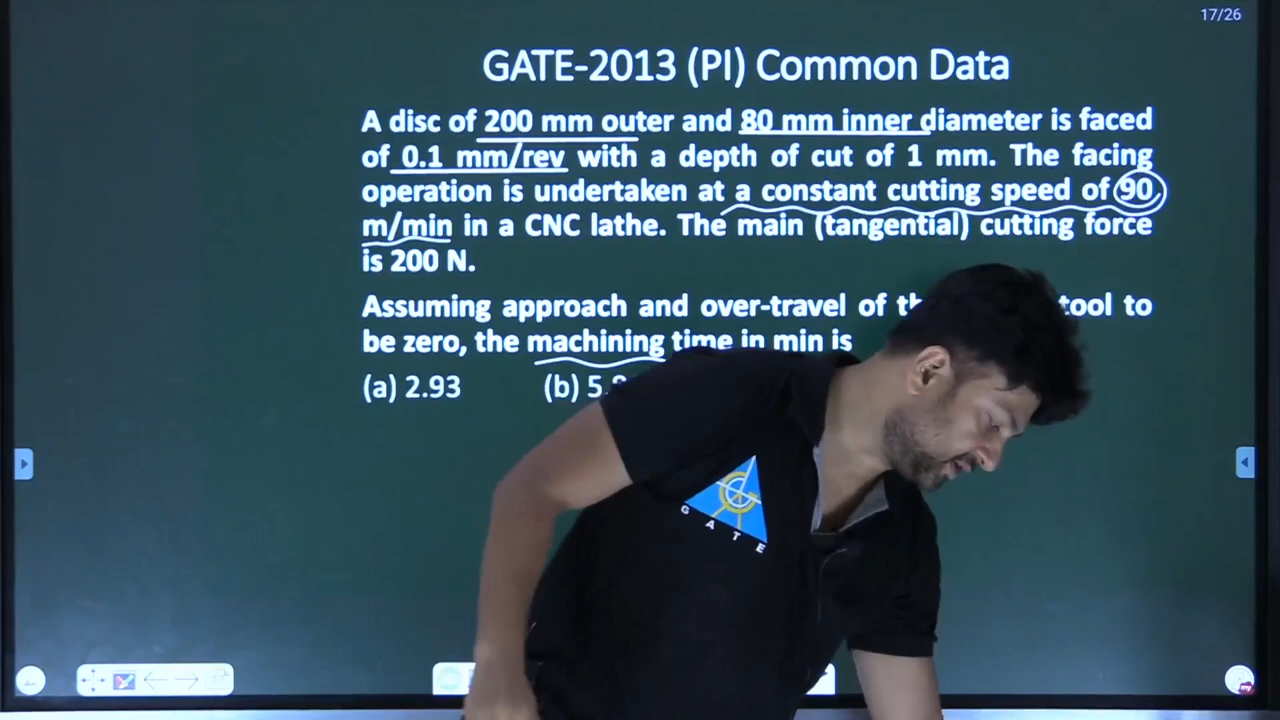 17/26
GATE-2013 (PI) Common Data
A disc of 200 mm outer and 80 mm inner diameter is faced
of 0.1 mm/rev with a depth of cut of 1 mm. The facing
operation is undertaken at a constant cutting speed of 90
m/min in a CNC lathe. The main (tangential) cutting force
is 200 N.
Assuming approach and over-travel of tool to
be zero, the machining time in min is
(a) 2.93 (b) 5.
GATE